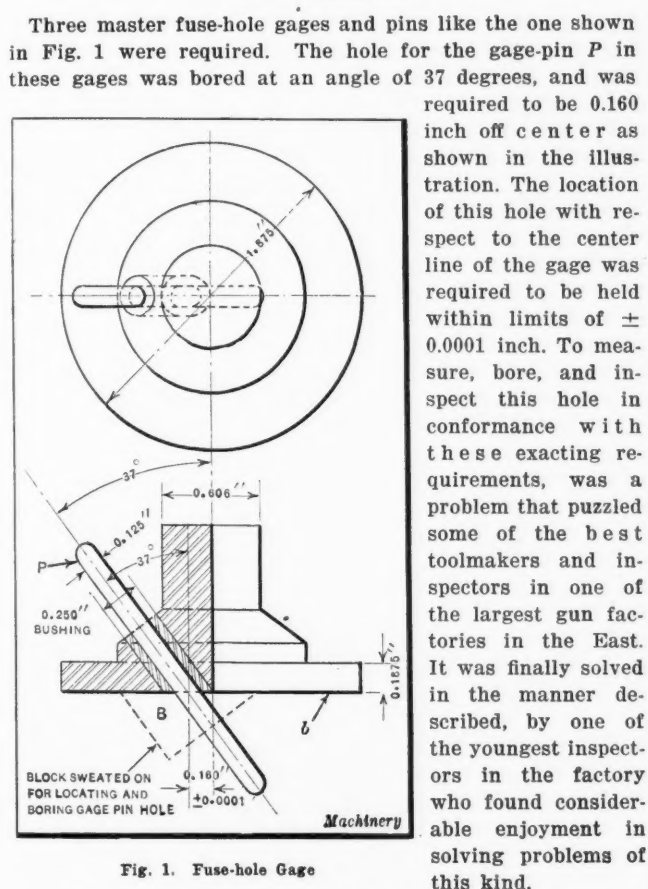 Three master fuse-hole gages and pins like the one shown
in Fig. 1 were required. The hole for the gage-pin P in
these gages was bored at an angle of 37 degrees, and was
required to be 0.160
inch off center as
shown in the illus-
tration. The location
of this hole with re-
spect to the center
line of the gage was
required to be held
within limits of ±
0.0001 inch. To mea-
sure, bore, and in-
spect this hole in
conformance with
these exacting re-
quirements, was a
problem that puzzled
some of the best
toolmakers and in-
spectors in one of
the largest gun fac-
tories in the East.
It was finally solved
in the manner de-
scribed, by one of
the youngest inspect-
ors in the factory
who found consider-
able enjoyment in
solving problems of
this kind.
1.875"
37°
0.606"
P
0.125"
37°
0.250"
BUSHING
0.1875"
B
b
BLOCK SWEATED ON
FOR LOCATING AND
BORING GAGE PIN HOLE
0.160"
±0.0001
Machinery
Fig. 1. Fuse-hole Gage